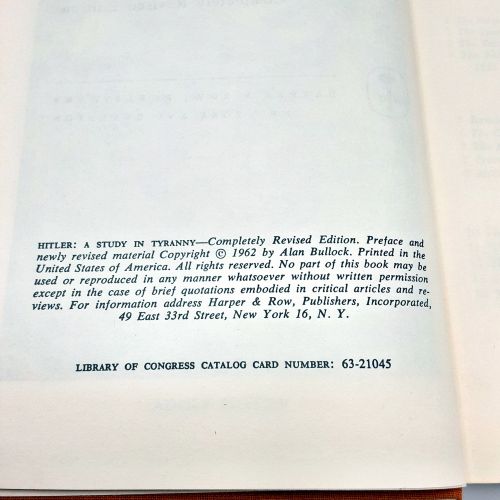 HITLER: A STUDY IN TYRANNY—Completely Revised Edition. Preface and
newly revised material Copyright © 1962 by Alan Bullock. Printed in the
United States of America. All rights reserved. No part of this book may be
used or reproduced in any manner whatsoever without written permission
except in the case of brief quotations embodied in critical articles and re-
views. For information address Harper & Row, Publishers, Incorporated,
49 East 33rd Street, New York 16, N. Y.
LIBRARY OF CONGRESS CATALOG CARD NUMBER: 63-21045